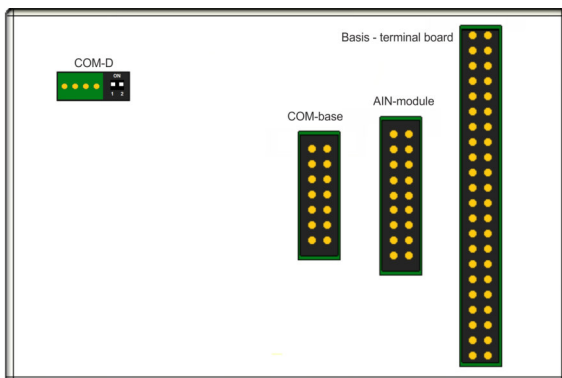 Basis - terminal board
COM-D
ON
1 2
COM-base
AIN-module